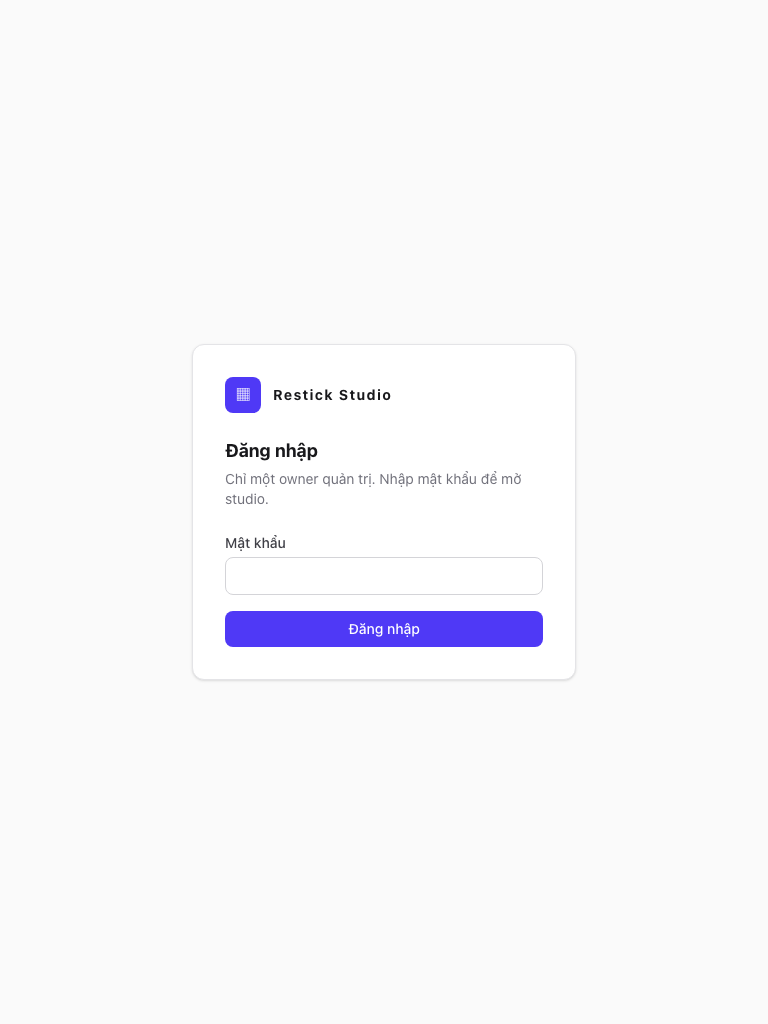 Restick Studio
Đăng nhập
Chỉ một owner quản trị. Nhập mật khẩu để mở
studio.
Mật khẩu
Đăng nhập